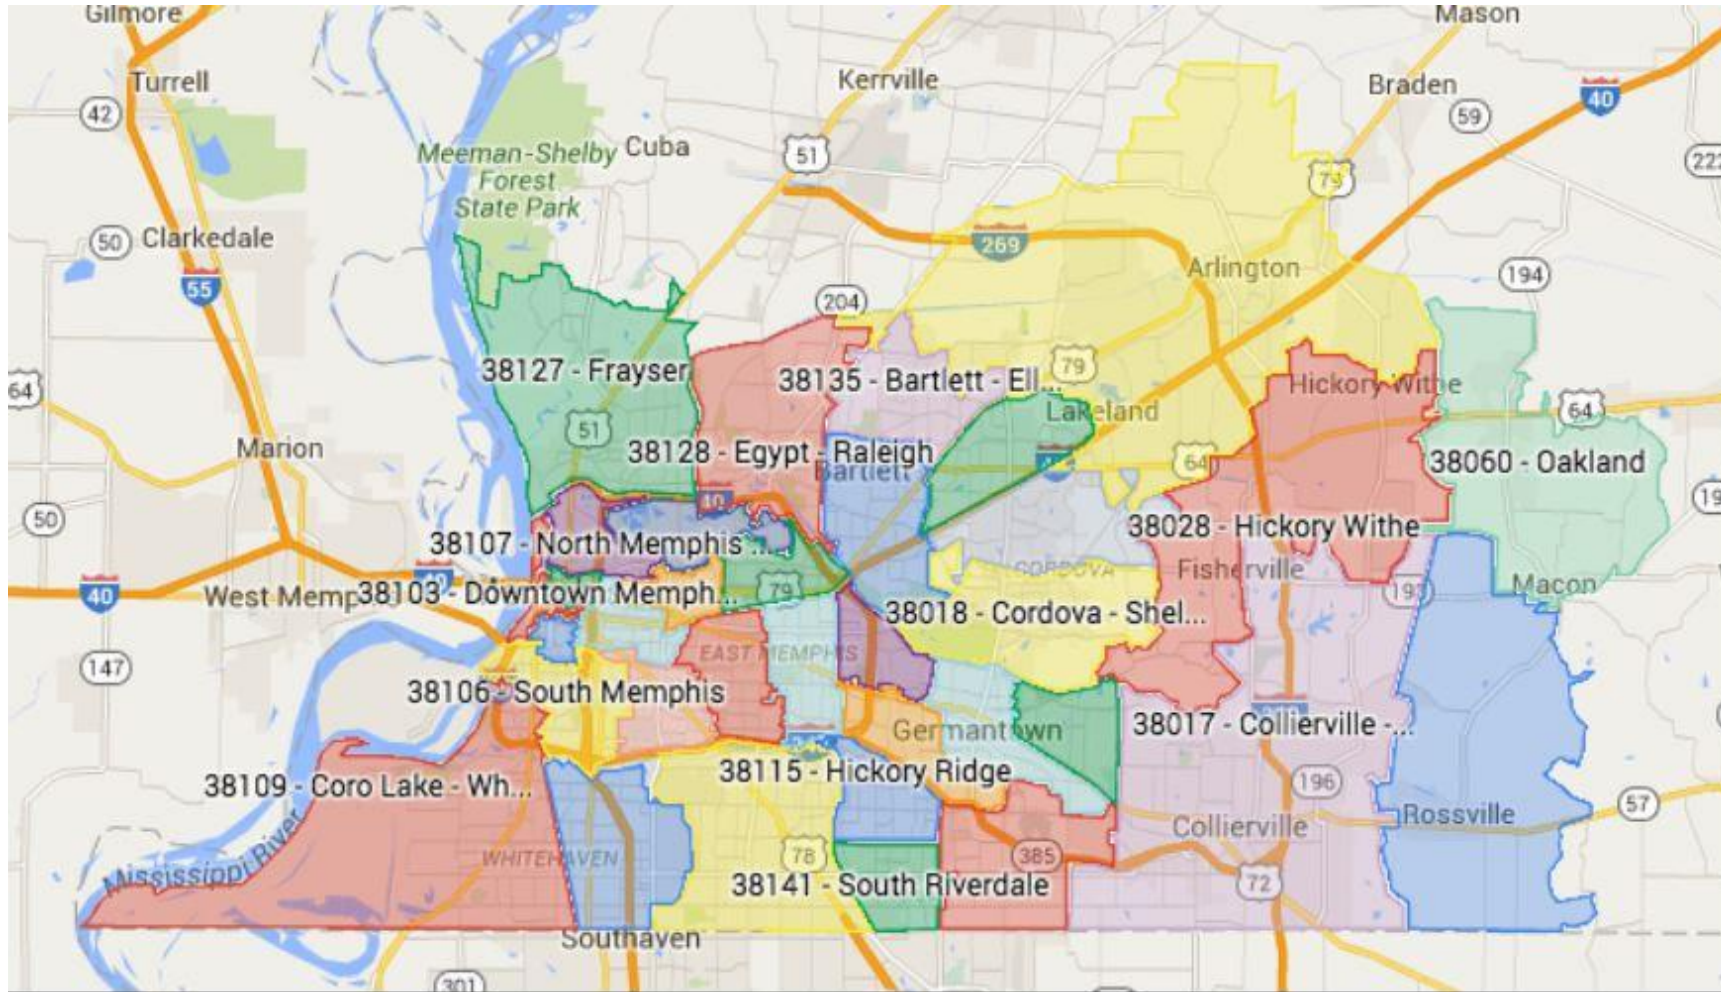 Gilmore
Mason
Turrell
Kerrville
Braden
40
42
59
Cuba
51
222
Meeman-Shelby
Forest
State Park
79
50
Clarkedale
269
Arlington
194
55
204
38127 - Frayser
38135 - Bartlett - Ell...
79
Hickory Withe
64
Lakeland
64
51
Marion
38128 - Egypt - Raleigh
Bartlett
64
38060 - Oakland
40
50
38028 - Hickory Withe
38107 - North Memphis ...
CORDOVA
Fisherville
Macon
40
West Memp
38103 - Downtown Memph...
79
193
38018 - Cordova - Shel...
147
EAST MEMPHIS
38106 - South Memphis
Germantown
38017 - Collierville -...
38109 - Coro Lake - Wh...
38115 - Hickory Ridge
196
57
Rossville
Collierville
Mississippi River
WHITEHAVEN
78
385
72
38141 - South Riverdale
Southaven
301